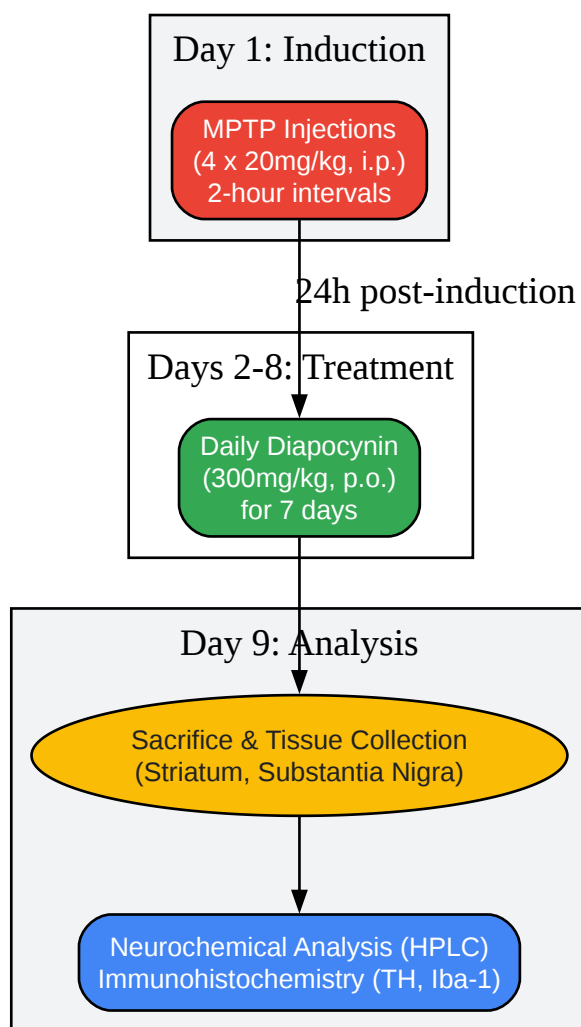 Day 1: Induction
MPTP Injections
(4 x 20mg/kg, i.p.)
2-hour intervals
24h post-induction
Days 2-8: Treatment
Daily Diapocynin
(300mg/kg, p.o.)
for 7 days
Day 9: Analysis
Sacrifice & Tissue Collection
(Striatum, Substantia Nigra)
Neurochemical Analysis (HPLC)
Immunohistochemistry (TH, Iba-1)